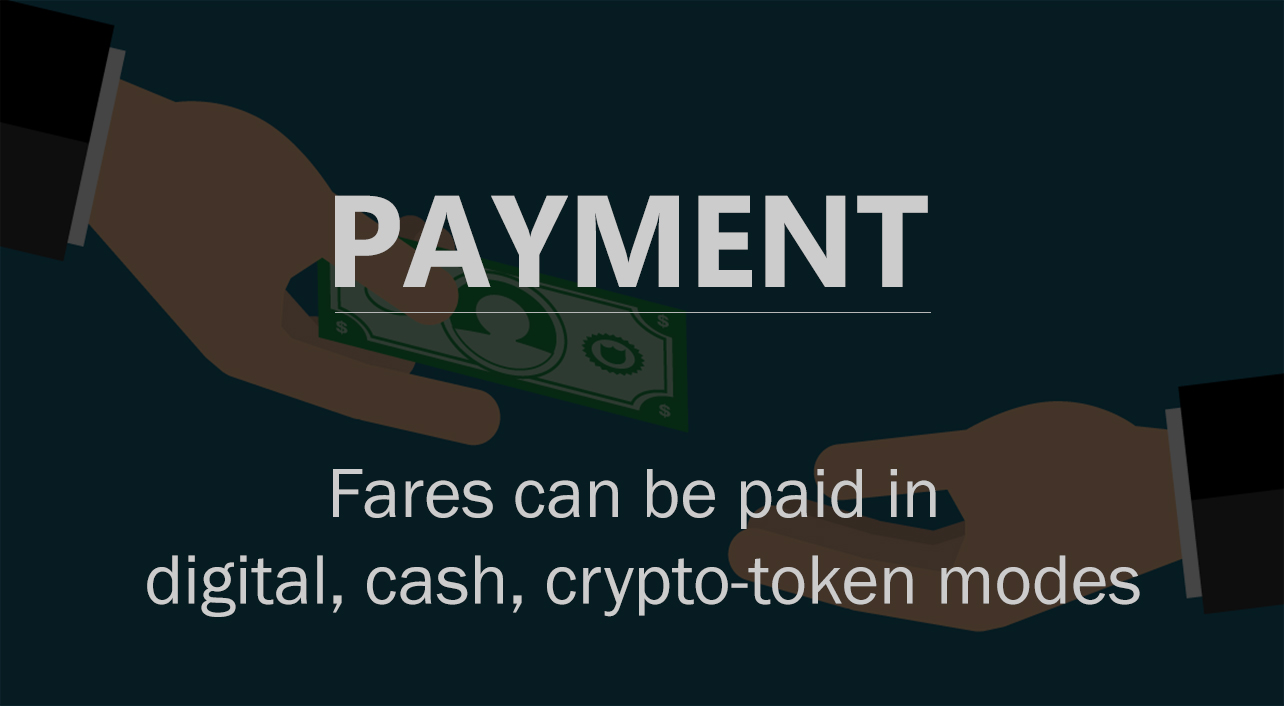 PAYMENT
$ $
$
Fares can be paid in
digital, cash, crypto-token modes